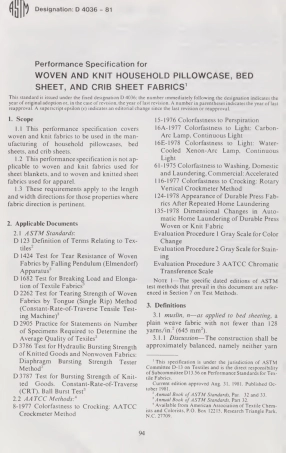 ASTM Designation: D 4036 – 81
Performance Specification for
WOVEN AND KNIT HOUSEHOLD PILLOWCASE, BED
SHEET, AND CRIB SHEET FABRICS¹
This standard is issued under the fixed designation D 4036; the number immediately following the designation indicates the
year of original adoption or, in the case of revision, the year of last revision. A number in parentheses indicates the year of last
reapproval. A superscript epsilon (ε) indicates an editorial change since the last revision or reapproval.
1. Scope
1.1 This performance specification covers
woven and knit fabrics to be used in the man-
ufacturing of household pillowcases, bed
sheets, and crib sheets.
1.2 This performance specification is not ap-
plicable to woven and knit fabrics used for
sheet blankets, and to woven and knitted sheet
fabrics used for apparel.
1.3 These requirements apply to the length
and width directions for those properties where
fabric direction is pertinent.
2. Applicable Documents
2.1 ASTM Standards:
D 123 Definition of Terms Relating to Tex-
tiles²
D 1424 Test for Tear Resistance of Woven
Fabrics by Falling Pendulum (Elmendorf)
Apparatus³
D 1682 Test for Breaking Load and Elonga-
tion of Textile Fabrics²
D 2262 Test for Tearing Strength of Woven
Fabrics by Tongue (Single Rip) Method
(Constant-Rate-of-Traverse Tensile Test-
ing Machine)³
D 2905 Practice for Statements on Number
of Specimens Required to Determine the
Average Quality of Textiles³
D 3786 Test for Hydraulic Bursting Strength
of Knitted Goods and Nonwoven Fabrics:
Diaphragm Bursting Strength Tester
Method³
D 3787 Test for Bursting Strength of Knit-
ted Goods. Constant-Rate-of-Traverse
(CRT), Ball Burst Test³
2.2 AATCC Methods:⁴
8-1977 Colorfastness to Crocking: AATCC
Crockmeter Method
15-1976 Colorfastness to Perspiration
16A-1977 Colorfastness to Light: Carbon-
Arc Lamp, Continuous Light
16E-1978 Colorfastness to Light: Water-
Cooled Xenon-Arc Lamp, Continuous
Light
61-1975 Colorfastness to Washing, Domestic
and Laundering, Commercial: Accelerated
116-1977 Colorfastness to Crocking: Rotary
Vertical Crockmeter Method
124-1978 Appearance of Durable Press Fab-
rics After Repeated Home Laundering
135-1978 Dimensional Changes in Auto-
matic Home Laundering of Durable Press
Woven or Knit Fabric
Evaluation Procedure 1 Gray Scale for Color
Change
Evaluation Procedure 2 Gray Scale for Stain-
ing
Evaluation Procedure 3 AATCC Chromatic
Transference Scale
NOTE 1—The specific dated editions of ASTM
test methods that prevail in this document are refer-
enced in Section 7 on Test Methods.
3. Definitions
3.1 muslin, n—as applied to bed sheeting, a
plain weave fabric with not fewer than 128
yarns/in.² (645 mm²).
3.1.1 Discussion—The construction shall be
approximately balanced, namely neither yarn
¹ This specification is under the jurisdiction of ASTM
Committee D-13 on Textiles and is the direct responsibility
of Subcommittee D13.56 on Performance Standards for Tex-
tile Fabrics.
Current edition approved Aug. 31, 1981. Published Oc-
tober 1981.
² Annual Book of ASTM Standards, Part. 32 and 33.
³ Annual Book of ASTM Standards, Part 32.
⁴ Available from American Association of Textile Chem-
ists and Colorists, P.O. Box 12215, Research Triangle Park,
N.C. 27709.
94